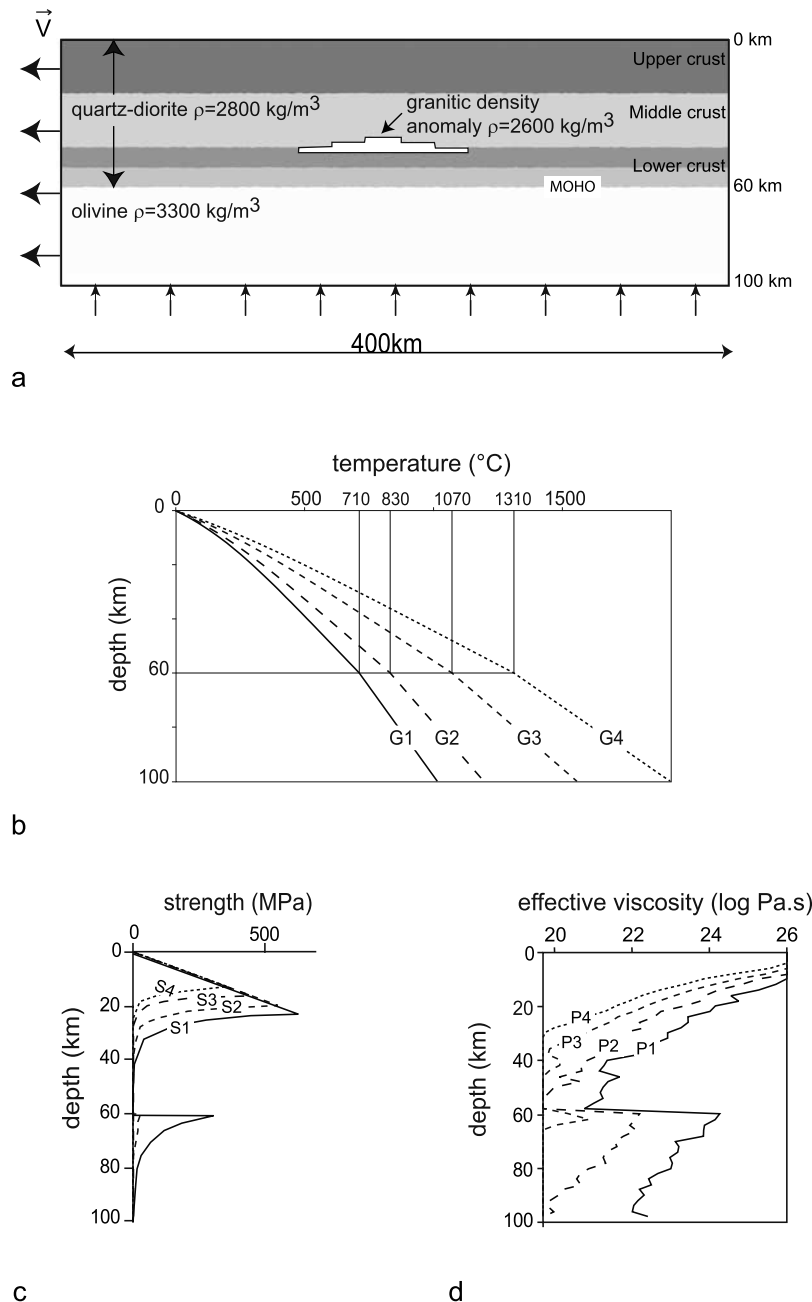 V
0 km
Upper crust
quartz-diorite ρ=2800 kg/m3
granitic density
anomaly ρ=2600 kg/m3
Middle crust
Lower crust
MOHO
60 km
olivine ρ=3300 kg/m3
100 km
400km
a
temperature (°C)
0 500 710 830 1070 1310 1500
0
depth (km)
60
G1 G2 G3 G4
100
b
strength (MPa)
0 500
0
S4
S3
20
S2
S1
depth (km)
40
60
80
100
c
effective viscosity (log Pa.s)
20 22 24 26
0
20
P4
P3 P2 P1
depth (km)
40
60
80
100
d